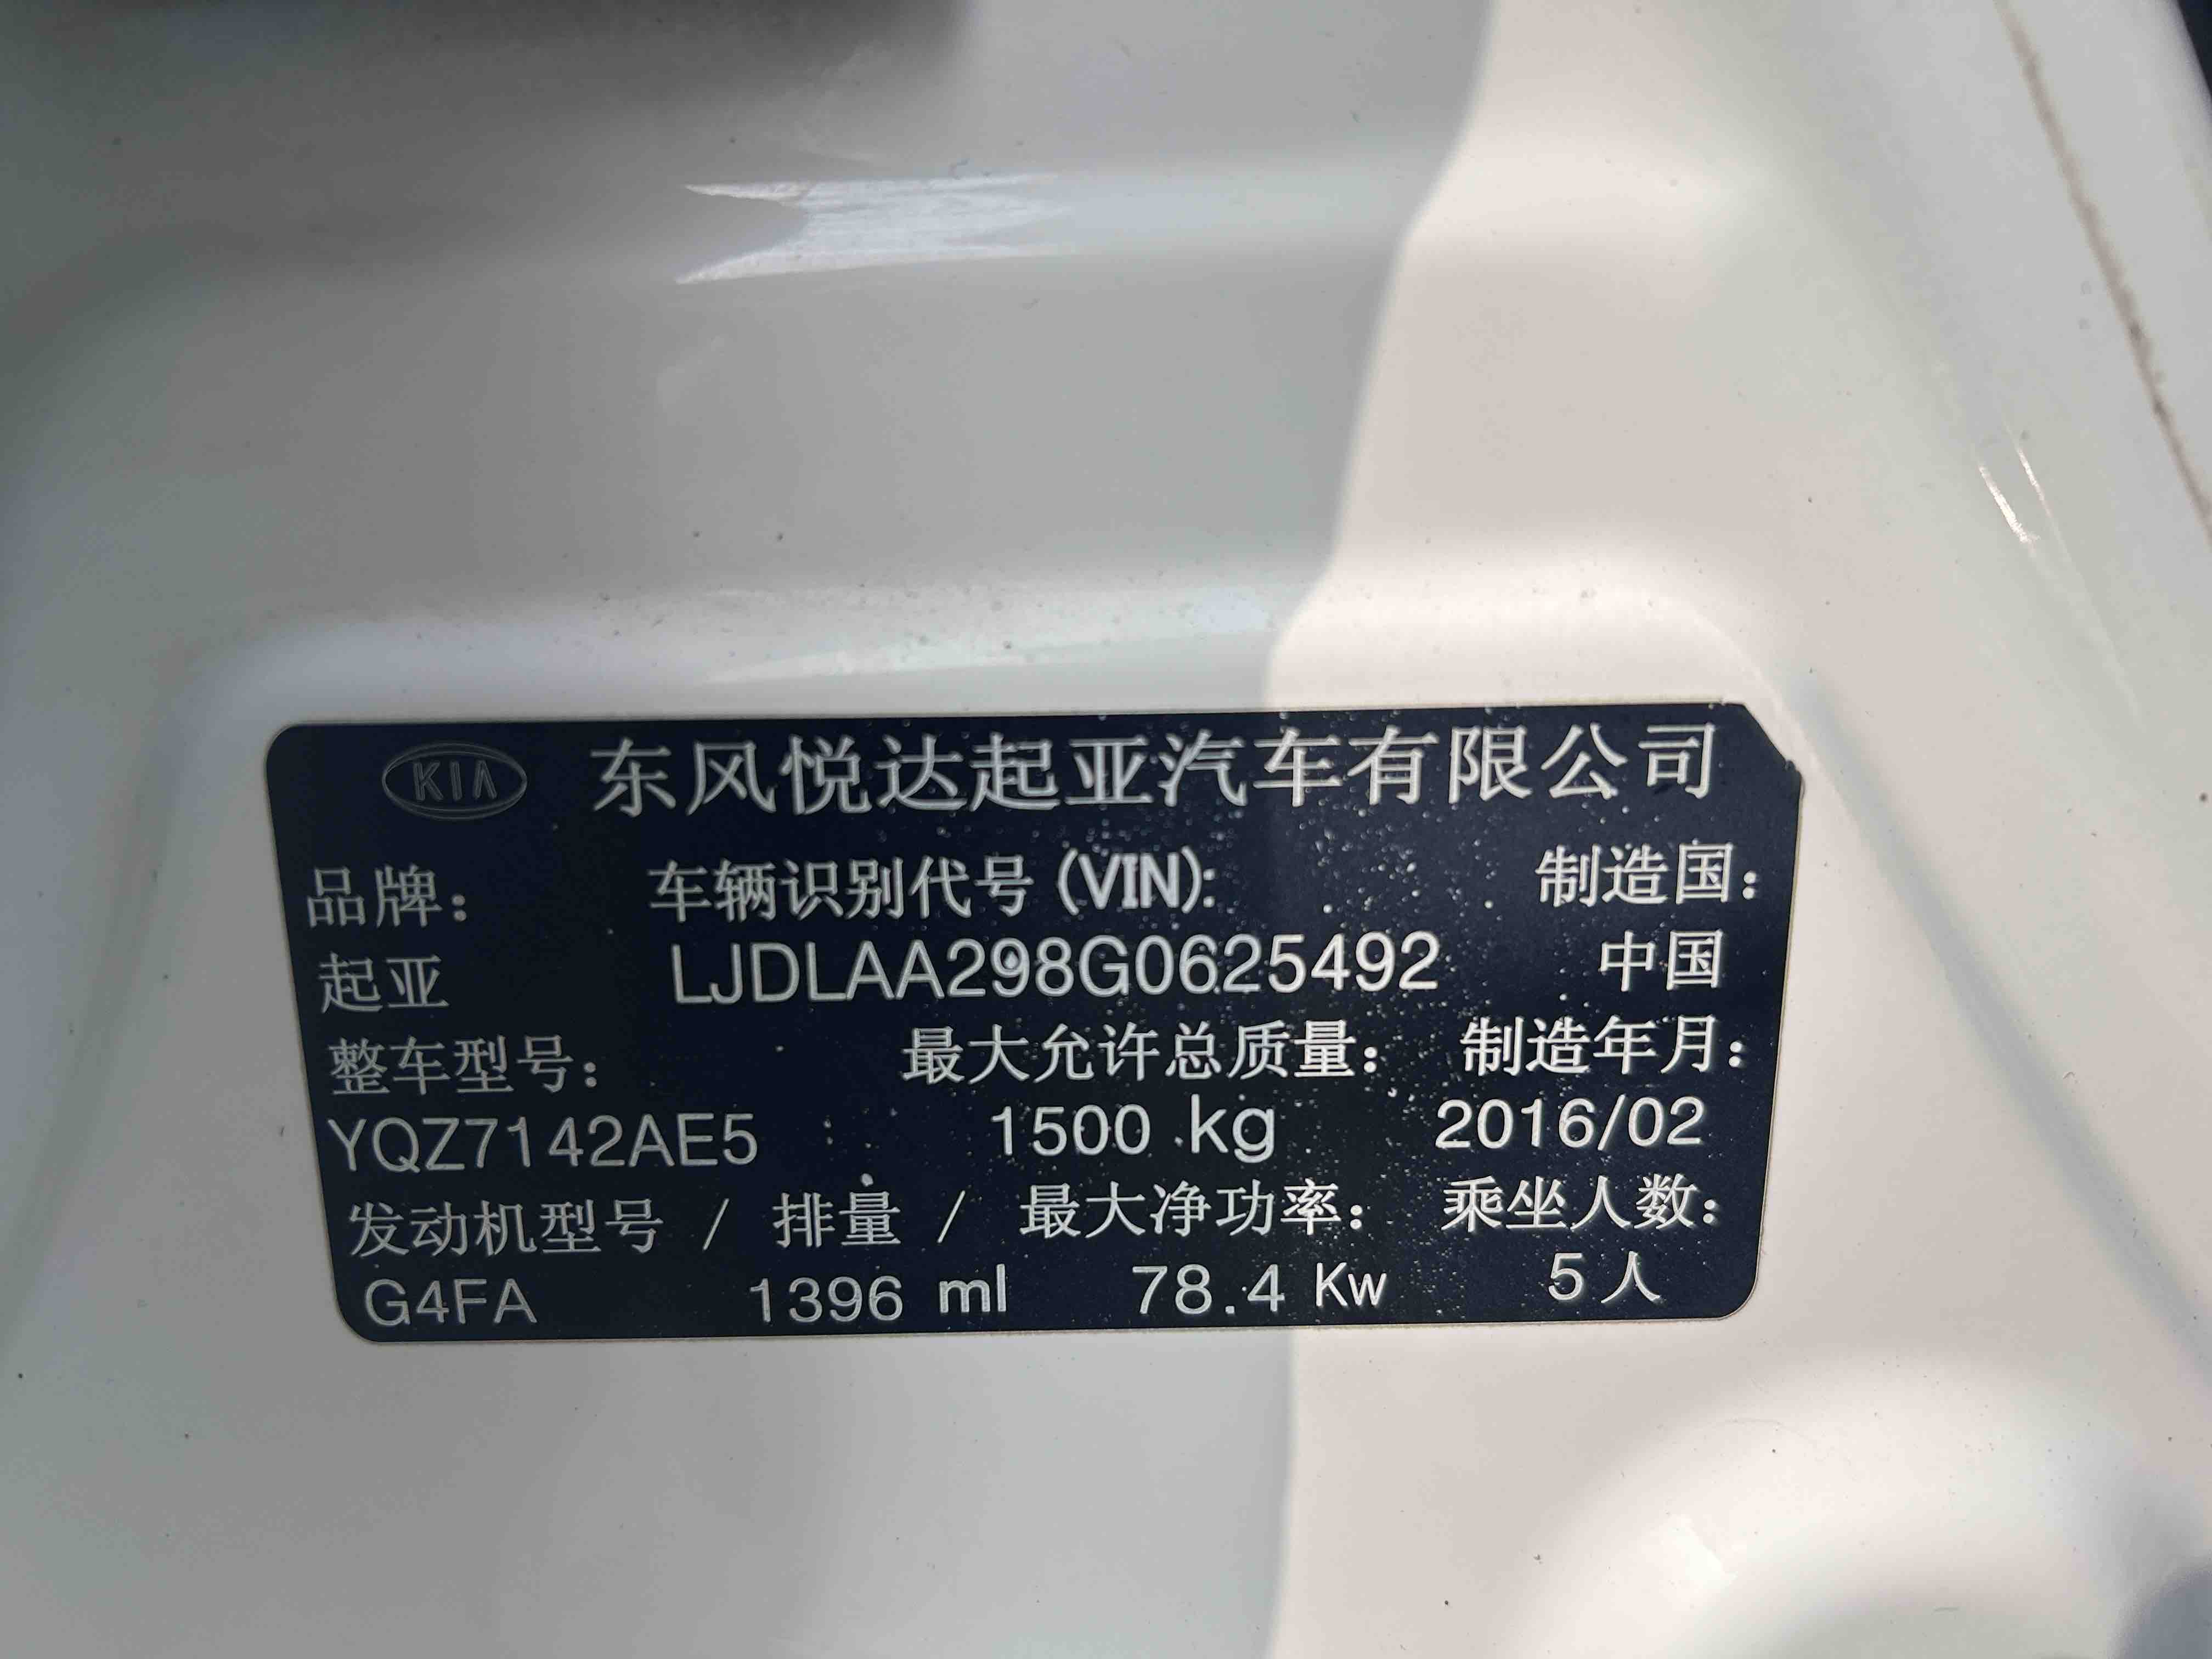 KIA 东风悦达起亚汽车有限公司
品牌： 车辆识别代号 (VIN): 制造国：
起亚 LJDLAA298G0625492 中国
整车型号： 最大允许总质量： 制造年月：
YQZ7142AE5 1500 kg 2016/02
发动机型号 / 排量 / 最大净功率： 乘坐人数：
G4FA 1396 ml 78.4 Kw 5人